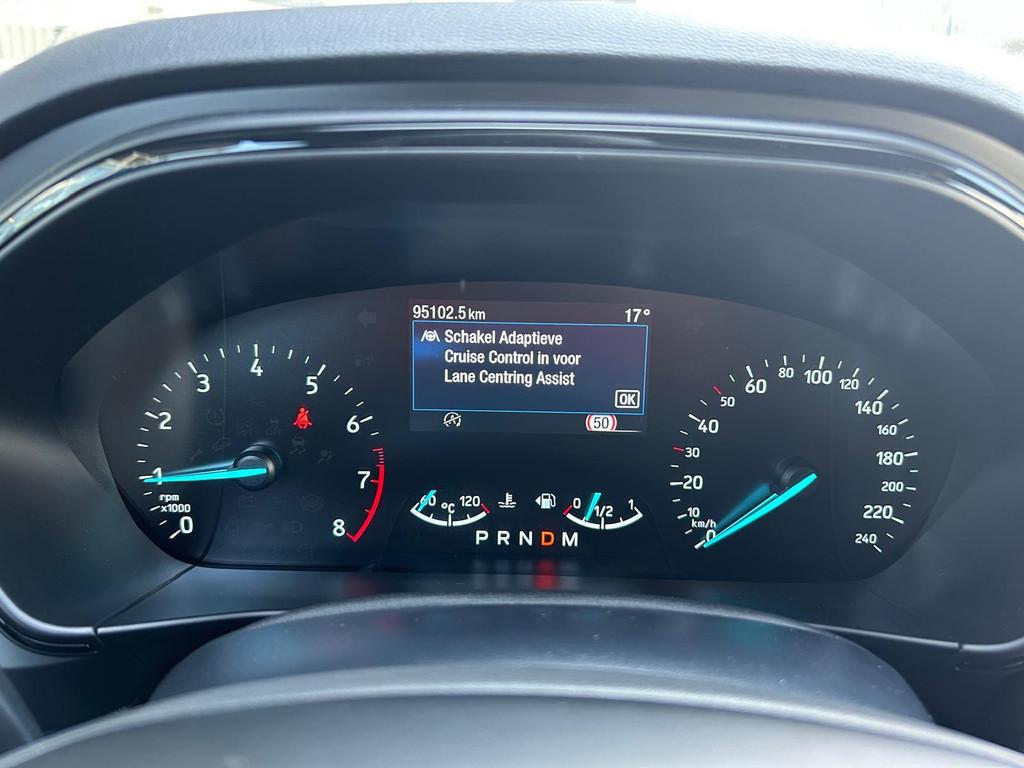 95102.5 km 17°
Schakel Adaptieve
Cruise Control in voor
Lane Centring Assist
OK
50
0 1 2 3 4 5 6 7 8
rpm
x1000
60 120
°C
0 1/2 1
P R N D M
0 10 20 30 40 50 60 80 100 120 140 160 180 200 220 240
km/h